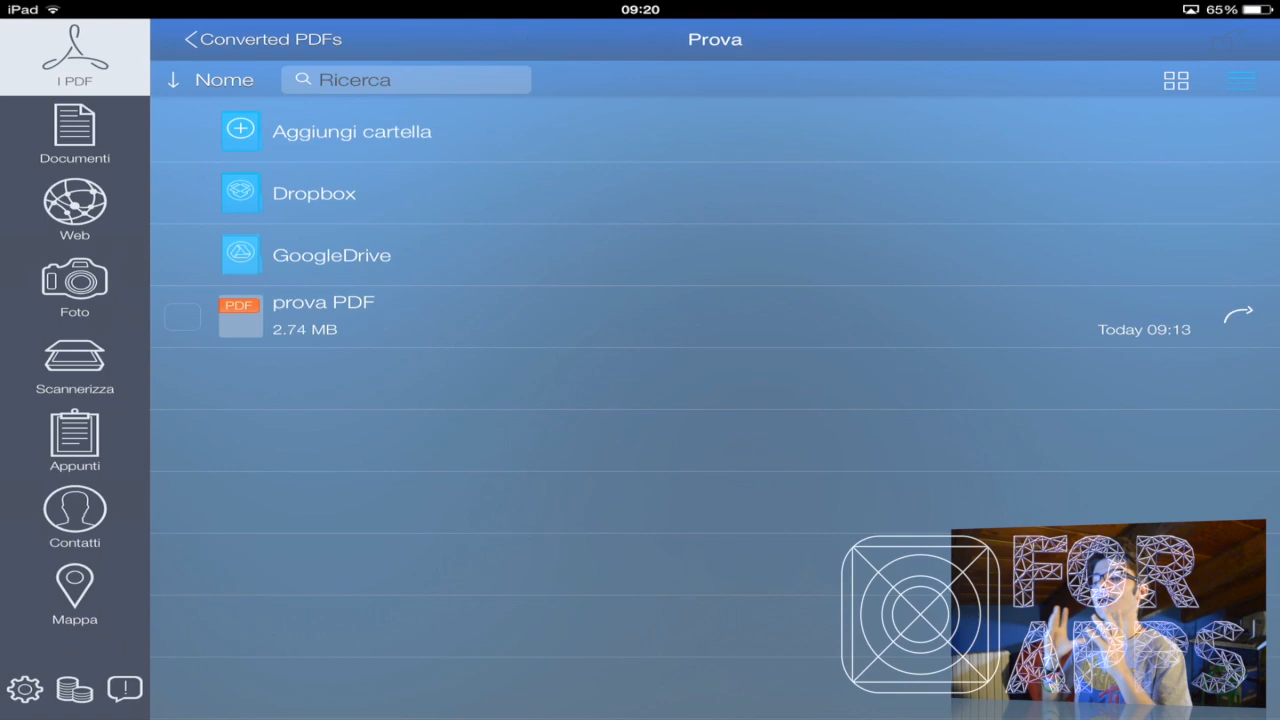 iPad
09:20
65%
Converted PDFs
Prova
I PDF
Nome
Ricerca
Aggiungi cartella
Documenti
Dropbox
Web
GoogleDrive
Foto
PDF
prova PDF
2.74 MB
Today 09:13
Scannerizza
Appunti
Contatti
Mappa
FOR
APPS